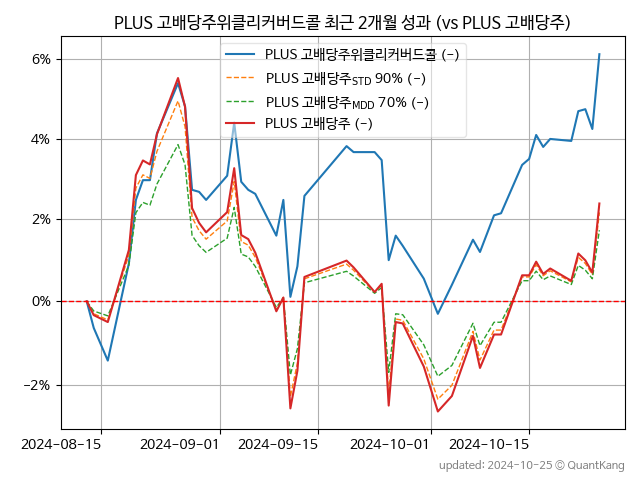 PLUS 고배당주위클리커버드콜 최근 2개월 성과 (vs PLUS 고배당주)
PLUS 고배당주위클리커버드콜 (-)
PLUS 고배당주STD 90% (-)
PLUS 고배당주MDD 70% (-)
PLUS 고배당주 (-)
6%
4%
2%
0%
-2%
2024-08-15 2024-09-01 2024-09-15 2024-10-01 2024-10-15
updated: 2024-10-25 © QuantKang